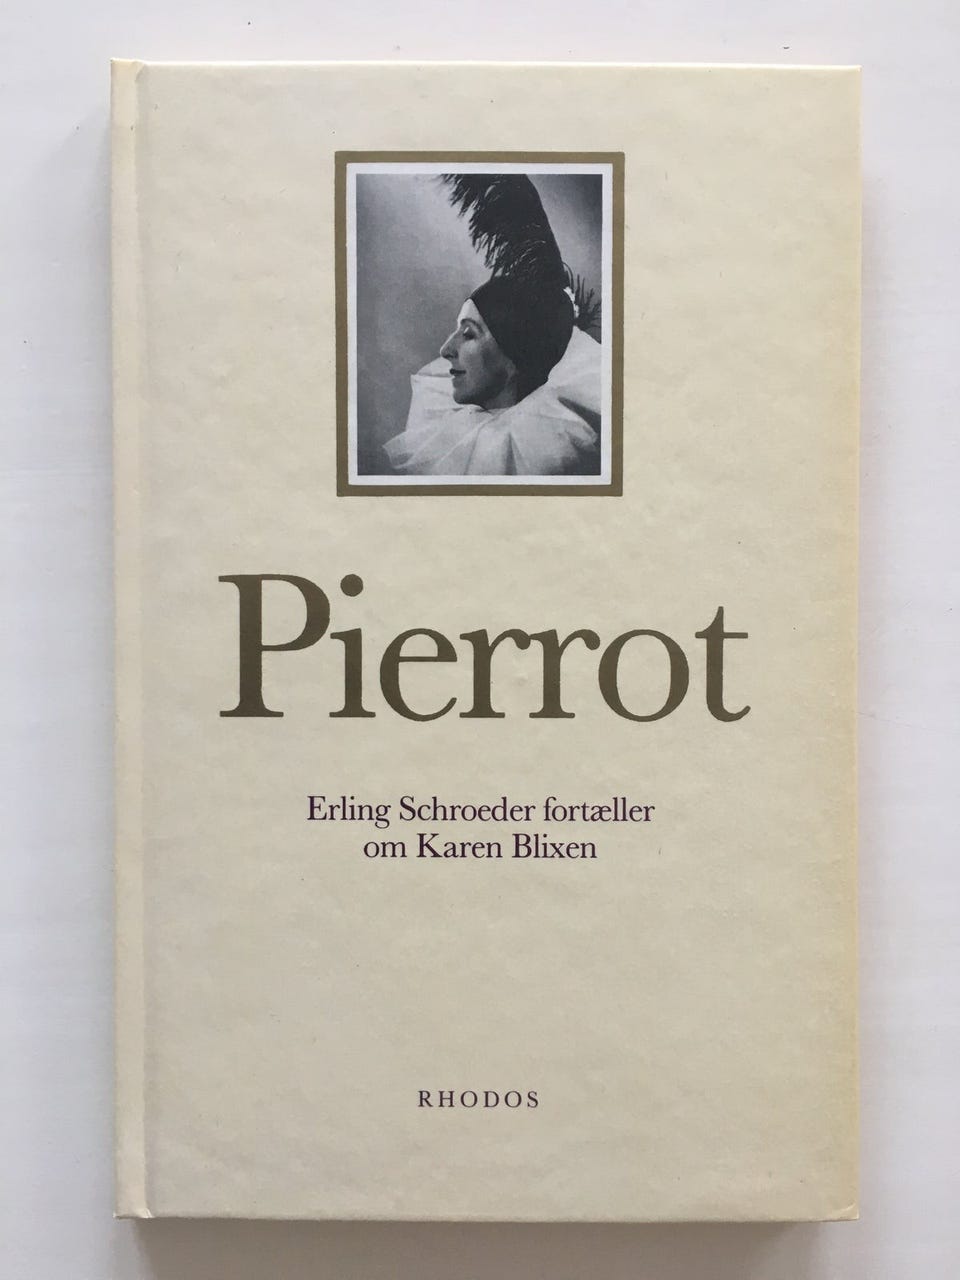 Pierrot
Erling Schroeder fortæller
om Karen Blixen
RHODOS